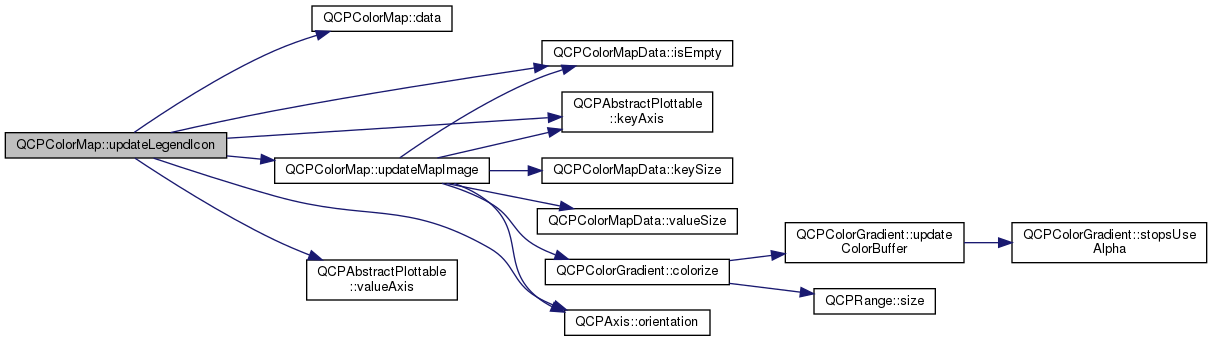 QCPColorMap::data
QCPColorMapData::isEmpty
QCPAbstractPlottable
::keyAxis
QCPColorMap::updateLegendIcon
QCPColorMap::updateMapImage
QCPColorMapData::keySize
QCPColorMapData::valueSize
QCPColorGradient::update
ColorBuffer
QCPColorGradient::stopsUse
Alpha
QCPAbstractPlottable
::valueAxis
QCPColorGradient::colorize
QCPRange::size
QCPAxis::orientation